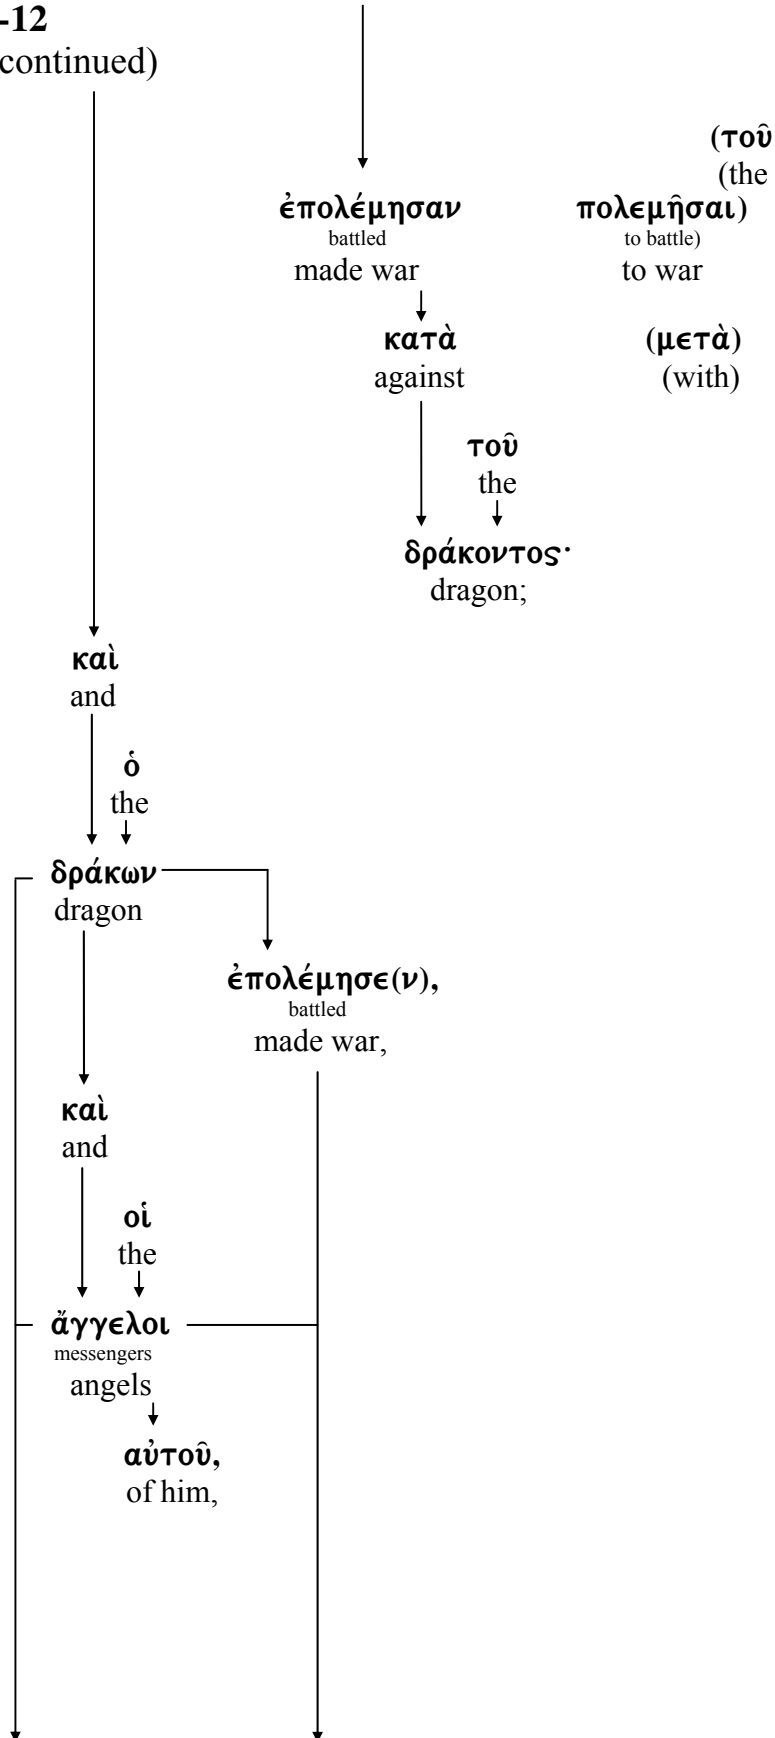 -12
continued)
(τοῦ
(the
ἐπολέμησαν πολεμῆσαι)
battled to battle)
made war to war
κατὰ (μετὰ)
against (with)
τοῦ
the
δράκοντος·
dragon;
καὶ
and
ὁ
the
δράκων
dragon
ἐπολέμησε(ν),
battled
made war,
καὶ
and
οἱ
the
ἄγγελοι
messengers
angels
αὐτοῦ,
of him,